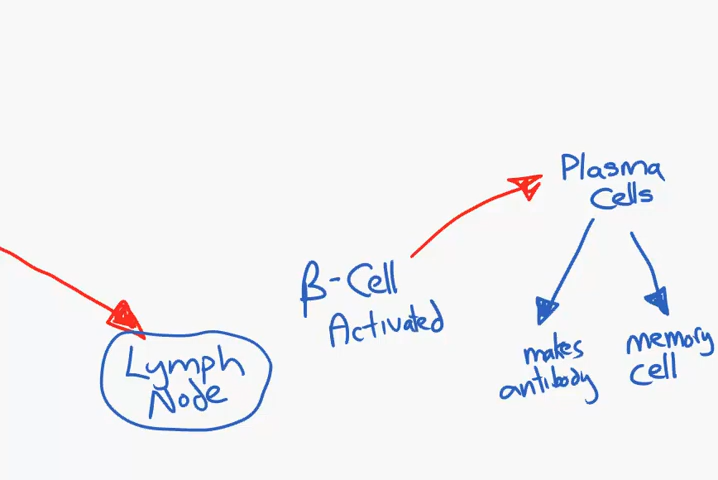 Plasma
Cells
β-Cell
Activated
Lymph
Node
makes
antibody
memory
cell